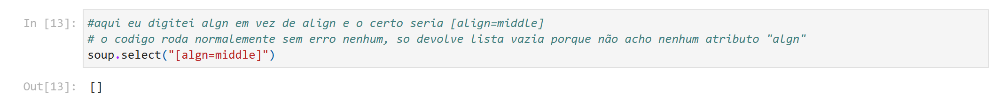 In [13]: #aqui eu digitei algn em vez de align e o certo seria [align=middle]
# o codigo roda normalemente sem erro nenhum, so devolve lista vazia porque não acho nenhum atributo "algn"
soup.select("[algn=middle]")
Out[13]: []